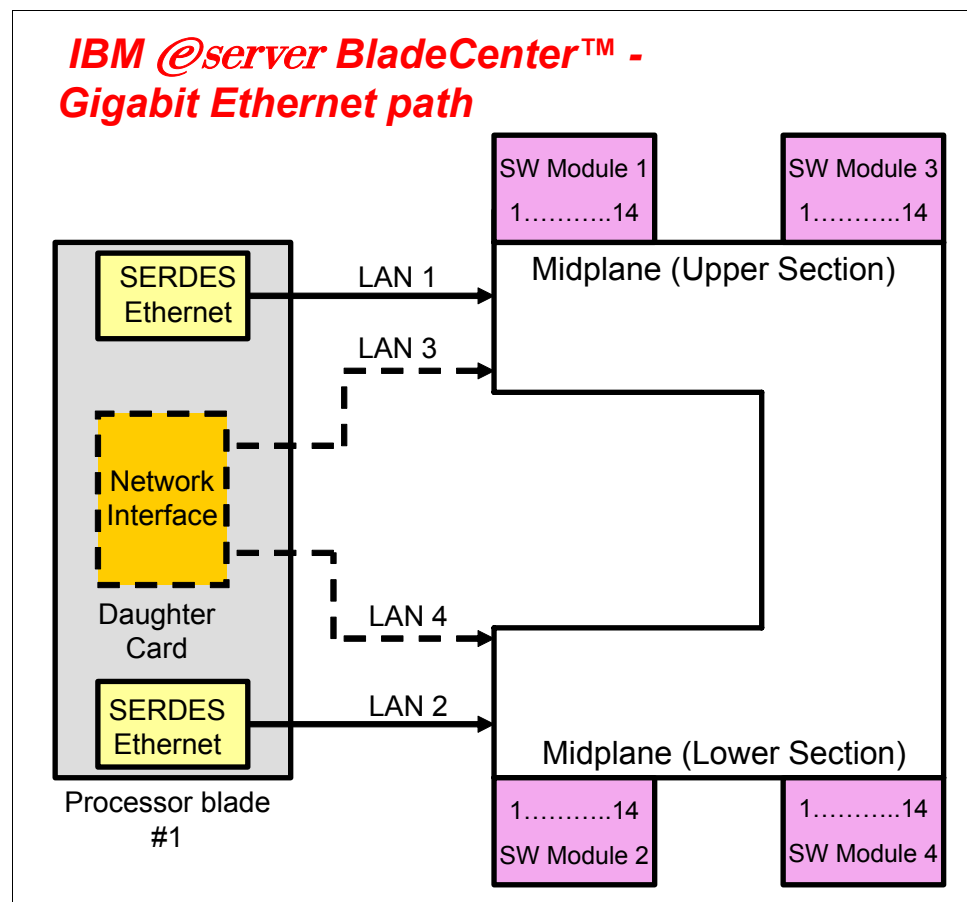 IBM @server BladeCenter™ -
Gigabit Ethernet path
SW Module 1
1………..14
SW Module 3
1………..14
SERDES
Ethernet
LAN 1
Midplane (Upper Section)
LAN 3
Network
Interface
Daughter
Card
LAN 4
SERDES
Ethernet
LAN 2
Midplane (Lower Section)
Processor blade
#1
1………..14
SW Module 2
1………..14
SW Module 4